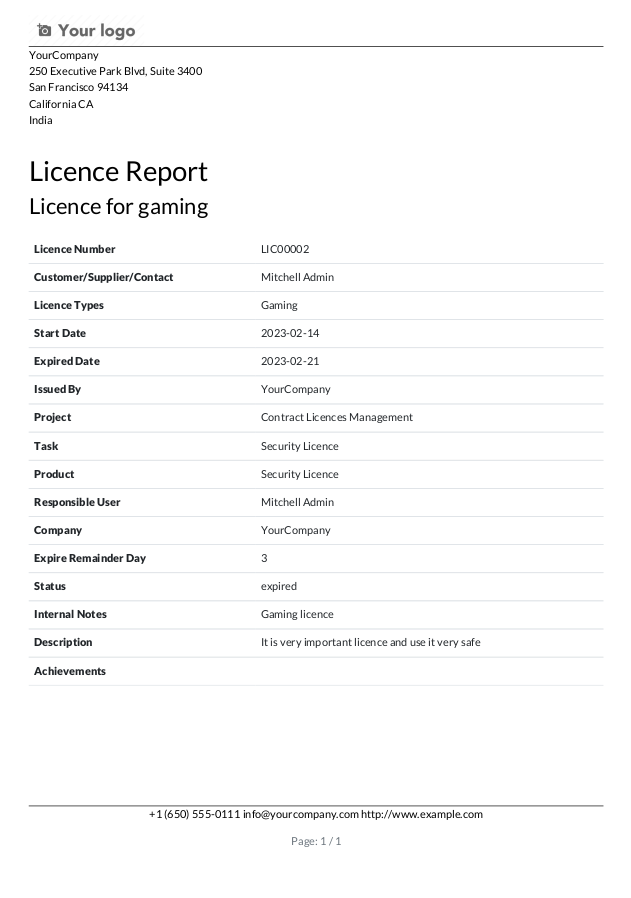 Your logo
YourCompany
250 Executive Park Blvd, Suite 3400
San Francisco 94134
California CA
India
Licence Report
Licence for gaming
Licence Number LIC00002
Customer/Supplier/Contact Mitchell Admin
Licence Types Gaming
Start Date 2023-02-14
Expired Date 2023-02-21
Issued By YourCompany
Project Contract Licences Management
Task Security Licence
Product Security Licence
Responsible User Mitchell Admin
Company YourCompany
Expire Remainder Day 3
Status expired
Internal Notes Gaming licence
Description It is very important licence and use it very safe
Achievements
+1 (650) 555-0111 info@yourcompany.com http://www.example.com
Page: 1 / 1